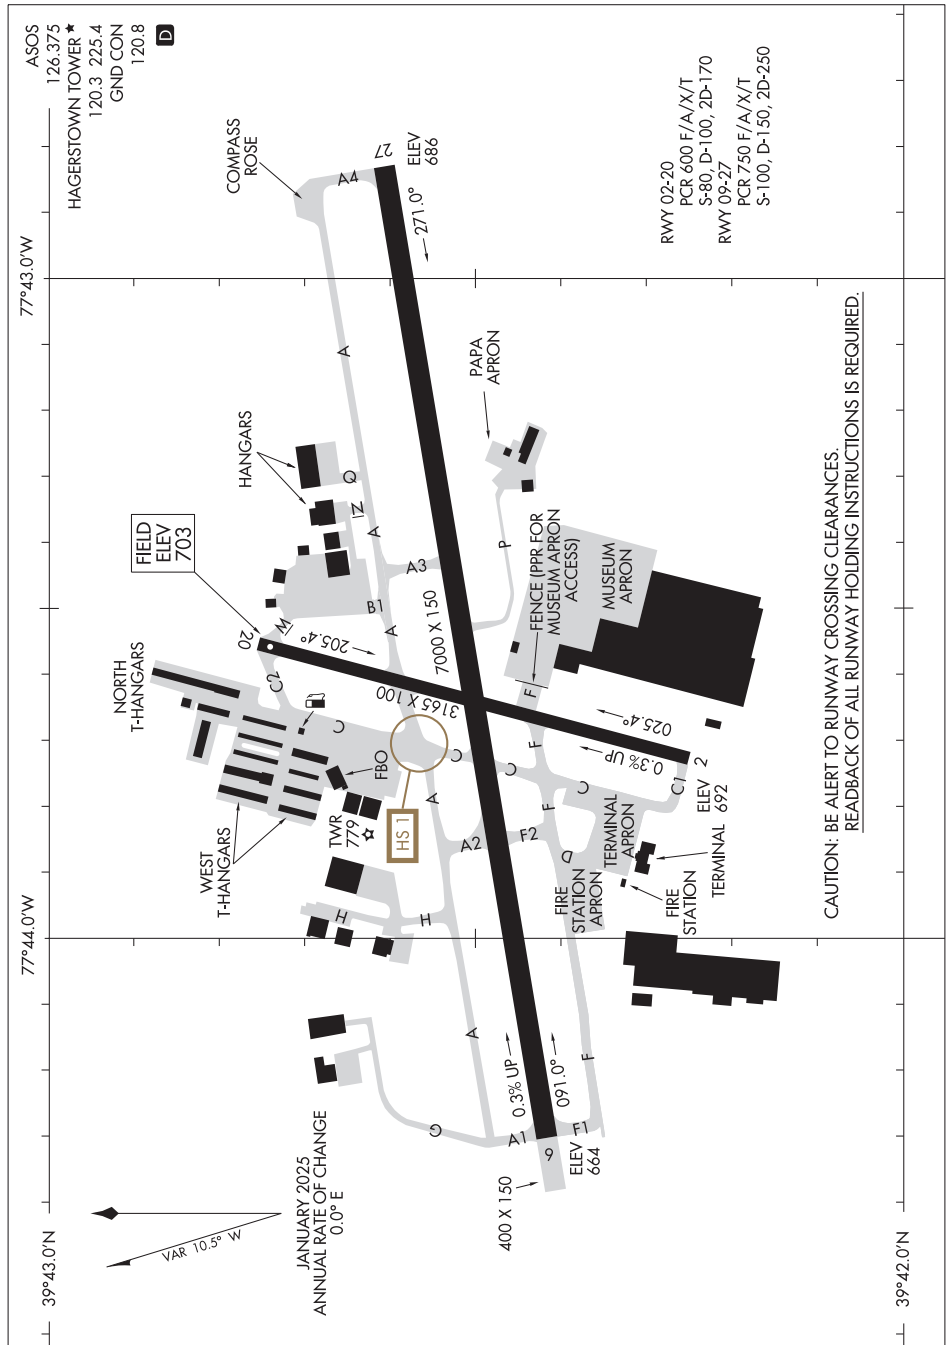 ASOS
126.375
HAGERSTOWN TOWER ★
120.3 225.4
GND CON
120.8
D
77°43.0'W
77°44.0'W
39°43.0'N
39°42.0'N
COMPASS
ROSE
A4
27
ELEV
686
271.0°
RWY 02-20
PCR 600 F/A/X/T
S-80, D-100, 2D-170
RWY 09-27
PCR 750 F/A/X/T
S-100, D-150, 2D-250
A
HANGARS
Q
N
A
PAPA
APRON
P
FIELD
ELEV
703
A3
B1
A
M
20
205.4°
7000 X 150
3165 X 100
FENCE (PPR FOR
MUSEUM APRON
ACCESS)
MUSEUM
APRON
F
F
NORTH
T-HANGARS
C2
C
FBO
HS 1
C
C
C
A
025.4°
0.3% UP
2
C1
ELEV
692
WEST
T-HANGARS
TWR
779
A2
F2
F
D
TERMINAL
APRON
FIRE
STATION
APRON
TERMINAL
FIRE
STATION
H
H
A
F
G
0.3% UP
091.0°
A1
F1
9
ELEV
664
400 X 150
JANUARY 2025
ANNUAL RATE OF CHANGE
0.0° E
VAR 10.5° W
CAUTION: BE ALERT TO RUNWAY CROSSING CLEARANCES.
READBACK OF ALL RUNWAY HOLDING INSTRUCTIONS IS REQUIRED.